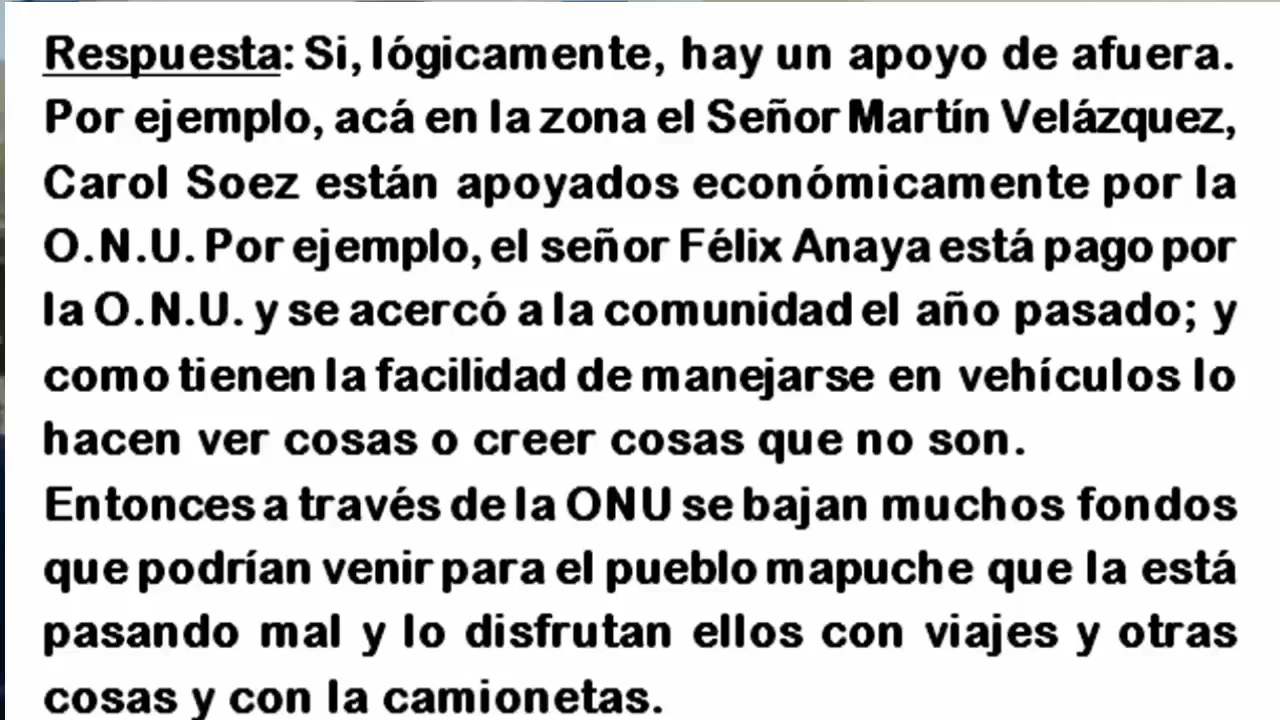 Respuesta: Si, lógicamente, hay un apoyo de afuera.
Por ejemplo, acá en la zona el Señor Martín Velázquez,
Carol Soez están apoyados económicamente por la
O.N.U. Por ejemplo, el señor Félix Anaya está pago por
la O.N.U. y se acercó a la comunidad el año pasado; y
como tienen la facilidad de manejarse en vehículos lo
hacen ver cosas o creer cosas que no son.
Entonces a través de la ONU se bajan muchos fondos
que podrían venir para el pueblo mapuche que la está
pasando mal y lo disfrutan ellos con viajes y otras
cosas y con la camionetas.